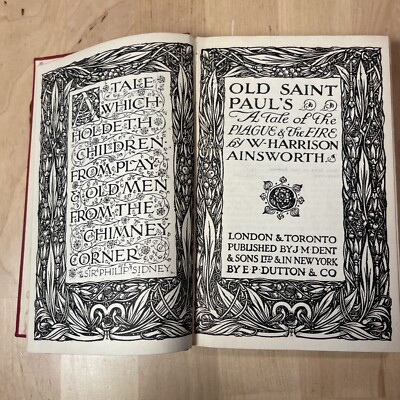 A TALE
WHICH
HOLDETH
CHILDREN
FROM PLAY
& OLD MEN
FROM THE
CHIMNEY
CORNER
SIR PHILIP SIDNEY
OLD SAINT
PAUL'S
A Tale of the
PLAGUE & the FIRE
by W. HARRISON
AINSWORTH
LONDON & TORONTO
PUBLISHED BY J. M. DENT
& SONS LTD & IN NEW YORK
BY E. P. DUTTON & CO